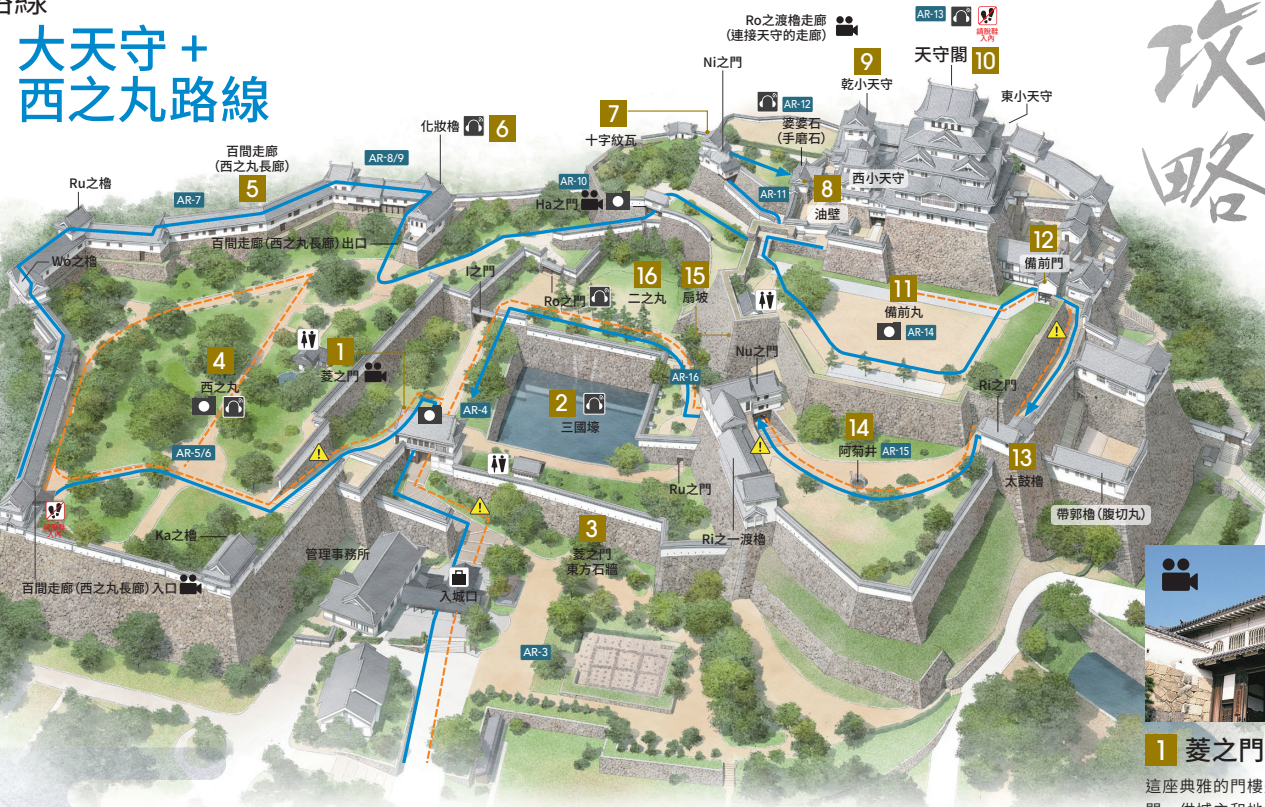 大天守 +
西之丸路線
攻
略
Ro之渡櫓走廊
(連接天守的走廊)
AR-13
請脫鞋
入內
天守閣 10
Ni之門
9
乾小天守
東小天守
AR-12
婆婆石
(手磨石)
7
十字紋瓦
化妝櫓 6
百間走廊
(西之丸長廊)
5
AR-8/9
Ru之櫓
AR-7
AR-10
Ha之門
AR-11
8
油壁
西小天守
百間走廊(西之丸長廊)出口
Wo之櫓
I之門
Ro之門
16
二之丸
15
扇坡
12
備前門
11
備前丸
AR-14
4
西之丸
1
菱之門
Nu之門
AR-16
Ri之門
AR-4
2
三國壕
AR-5/6
14
阿菊井 AR-15
13
太鼓櫓
Ru之門
帶郭櫓(腹切丸)
Ka之櫓
管理事務所
3
菱之門
東方石牆
Ri之一渡櫓
百間走廊(西之丸長廊)入口
入城口
AR-3
1 菱之門
這座典雅的門樓